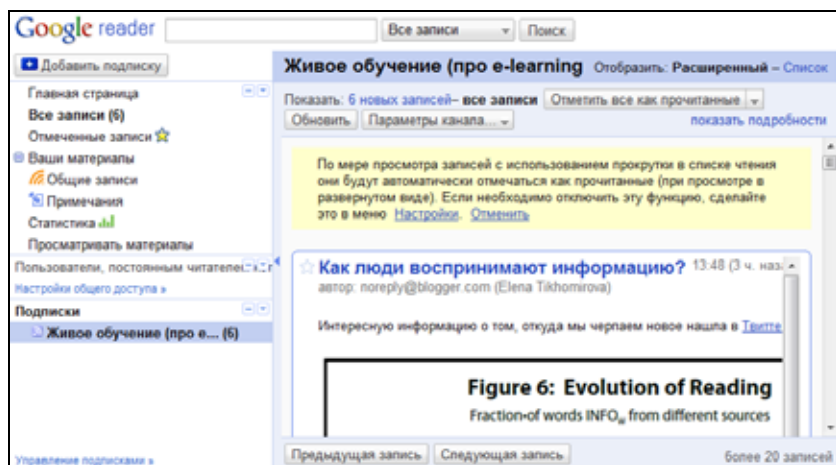 Google reader
Все записи
Поиск
Добавить подписку
Главная страница
Все записи (6)
Отмеченные записи
Ваши материалы
Общие записи
Примечания
Статистика
Просматривать материалы
Пользователи, постоянным
Настройки общего доступа »
Подписки
Живое обучение (про e... (6)
Управление подписками »
Живое обучение (про e-learning Отобразить: Расширенный – Список
Показать: 6 новых записей– все записи Отметить все как прочитанные
Обновить Параметры канала... показать подробности
По мере просмотра записей с использованием прокрутки в списке чтения
они будут автоматически отмечаться как прочитанные (при просмотре в
развернутом виде). Если необходимо отключить эту функцию, сделайте
это в меню Настройки. Отменить
Как люди воспринимают информацию? 13:48 (3 ч. наз
автор: noreply@blogger.com (Elena Tikhomirova)
Интересную информацию о том, откуда мы черпаем новое нашла в Твитте
Figure 6: Evolution of Reading
Fraction of words INFOw from different sources
Предыдущая запись Следующая запись более 20 записей